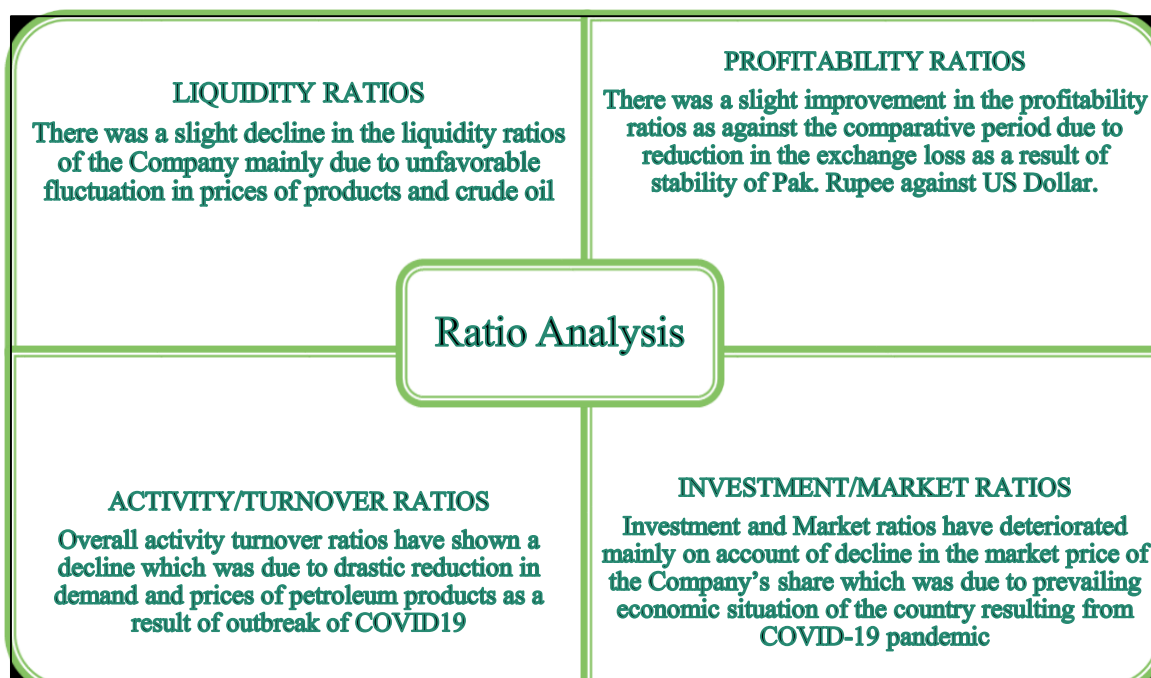 LIQUIDITY RATIOS
There was a slight decline in the liquidity ratios
of the Company mainly due to unfavorable
fluctuation in prices of products and crude oil
PROFITABILITY RATIOS
There was a slight improvement in the profitability
ratios as against the comparative period due to
reduction in the exchange loss as a result of
stability of Pak. Rupee against US Dollar.
Ratio Analysis
ACTIVITY/TURNOVER RATIOS
Overall activity turnover ratios have shown a
decline which was due to drastic reduction in
demand and prices of petroleum products as a
result of outbreak of COVID19
INVESTMENT/MARKET RATIOS
Investment and Market ratios have deteriorated
mainly on account of decline in the market price of
the Company’s share which was due to prevailing
economic situation of the country resulting from
COVID-19 pandemic